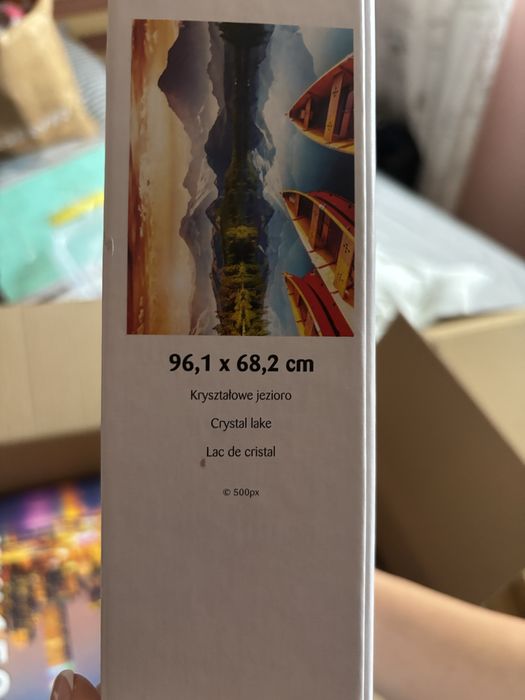 96,1 x 68,2 cm
Kryształowe jezioro
Crystal lake
Lac de cristal
© 500px